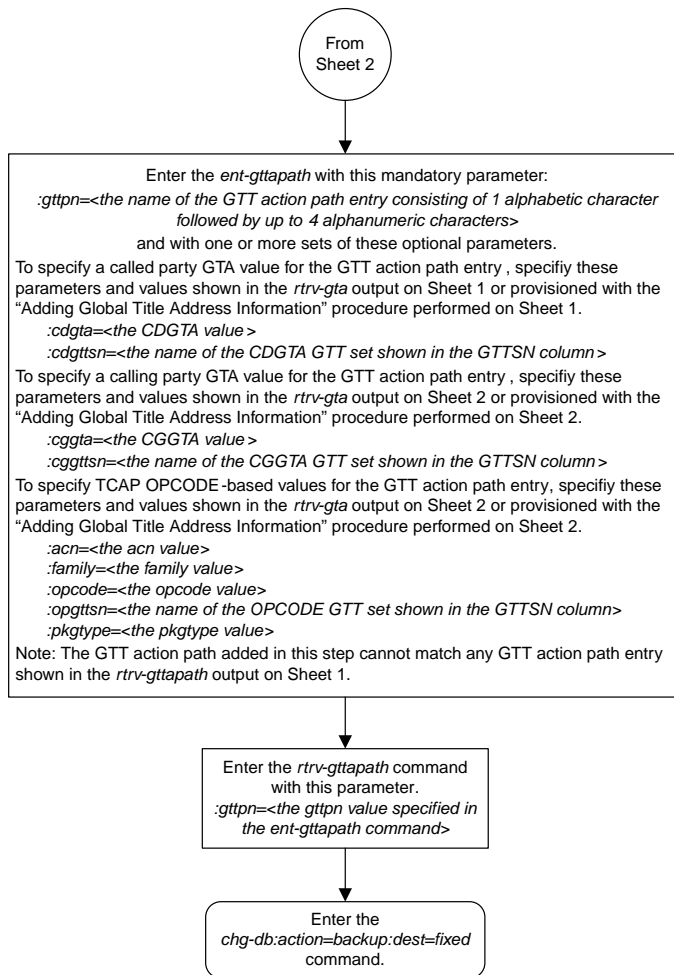 From
Sheet 2
Enter the ent-gttapath with this mandatory parameter:
:gttpn=<the name of the GTT action path entry consisting of 1 alphabetic character
followed by up to 4 alphanumeric characters>
and with one or more sets of these optional parameters.
To specify a called party GTA value for the GTT action path entry , specifiy these
parameters and values shown in the rtrv-gta output on Sheet 1 or provisioned with the
“Adding Global Title Address Information” procedure performed on Sheet 1.
:cdgta=<the CDGTA value >
:cdgttsn=<the name of the CDGTA GTT set shown in the GTTSN column>
To specify a calling party GTA value for the GTT action path entry , specifiy these
parameters and values shown in the rtrv-gta output on Sheet 2 or provisioned with the
“Adding Global Title Address Information” procedure performed on Sheet 2.
:cggta=<the CGGTA value >
:cggttsn=<the name of the CGGTA GTT set shown in the GTTSN column>
To specify TCAP OPCODE -based values for the GTT action path entry, specifiy these
parameters and values shown in the rtrv-gta output on Sheet 2 or provisioned with the
“Adding Global Title Address Information” procedure performed on Sheet 2.
:acn=<the acn value>
:family=<the family value>
:opcode=<the opcode value>
:opgttsn=<the name of the OPCODE GTT set shown in the GTTSN column>
:pkgtype=<the pkgtype value>
Note: The GTT action path added in this step cannot match any GTT action path entry
shown in the rtrv-gttapath output on Sheet 1.
Enter the rtrv-gttapath command
with this parameter.
:gttpn=<the gttpn value specified in
the ent-gttapath command>
Enter the
chg-db:action=backup:dest=fixed
command.